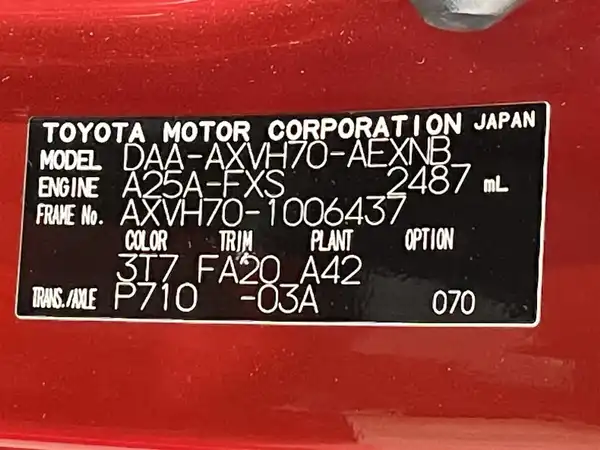 TOYOTA MOTOR CORPORATION JAPAN
MODEL DAA-AXVH70-AEXNB
ENGINE A25A-FXS 2487 mL
FRAME No. AXVH70-1006437
COLOR TRIM PLANT OPTION
3T7 FA20 A42
TRANS./AXLE P710 -03A 070